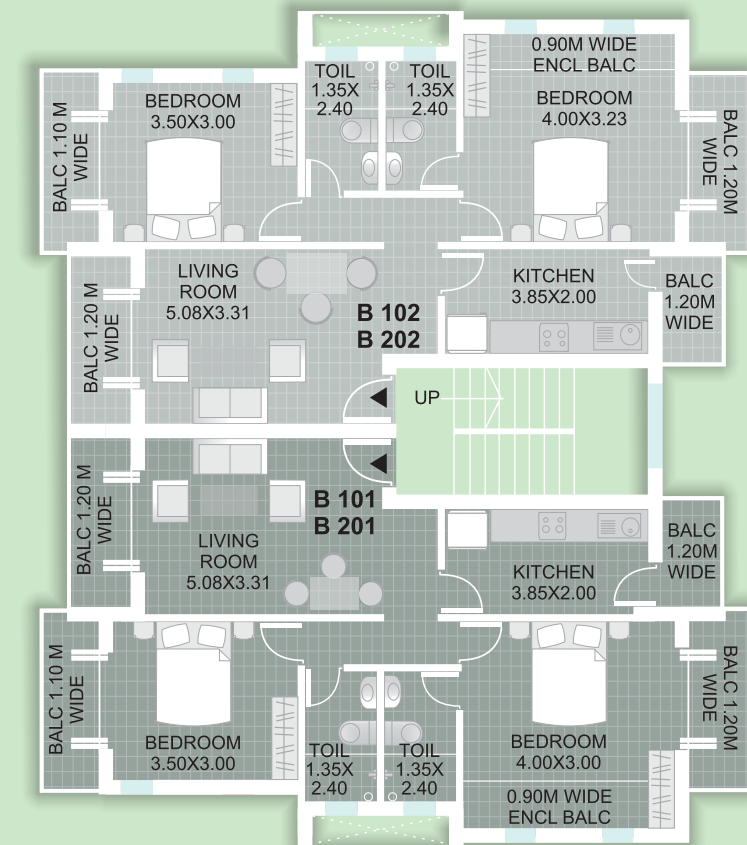 TOIL
1.35X
2.40
TOIL
1.35X
2.40
0.90M WIDE
ENCL BALC
BEDROOM
3.50X3.00
BEDROOM
4.00X3.23
BALC 1.10 M
WIDE
BALC 1.20M
WIDE
LIVING
ROOM
5.08X3.31
KITCHEN
3.85X2.00
BALC
1.20M
WIDE
BALC 1.20 M
WIDE
B 102
B 202
UP
B 101
B 201
BALC 1.20 M
WIDE
LIVING
ROOM
5.08X3.31
KITCHEN
3.85X2.00
BALC
1.20M
WIDE
BALC 1.10 M
WIDE
BEDROOM
3.50X3.00
TOIL
1.35X
2.40
TOIL
1.35X
2.40
BEDROOM
4.00X3.00
0.90M WIDE
ENCL BALC
BALC 1.20M
WIDE